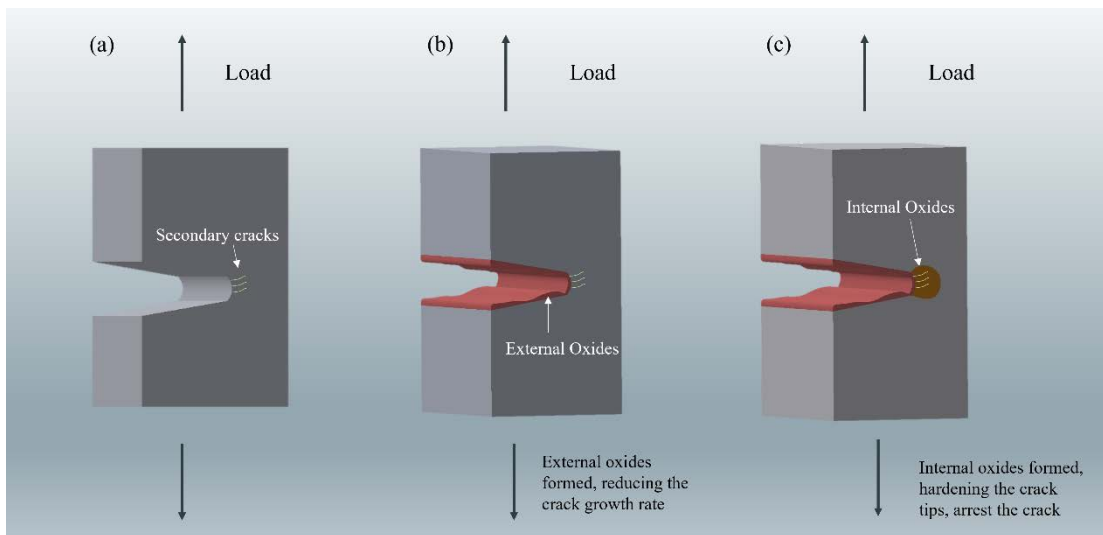 (a)
Load
Secondary cracks
(b)
Load
External Oxides
External oxides
formed, reducing the
crack growth rate
(c)
Load
Internal Oxides
Internal oxides formed,
hardening the crack
tips, arrest the crack